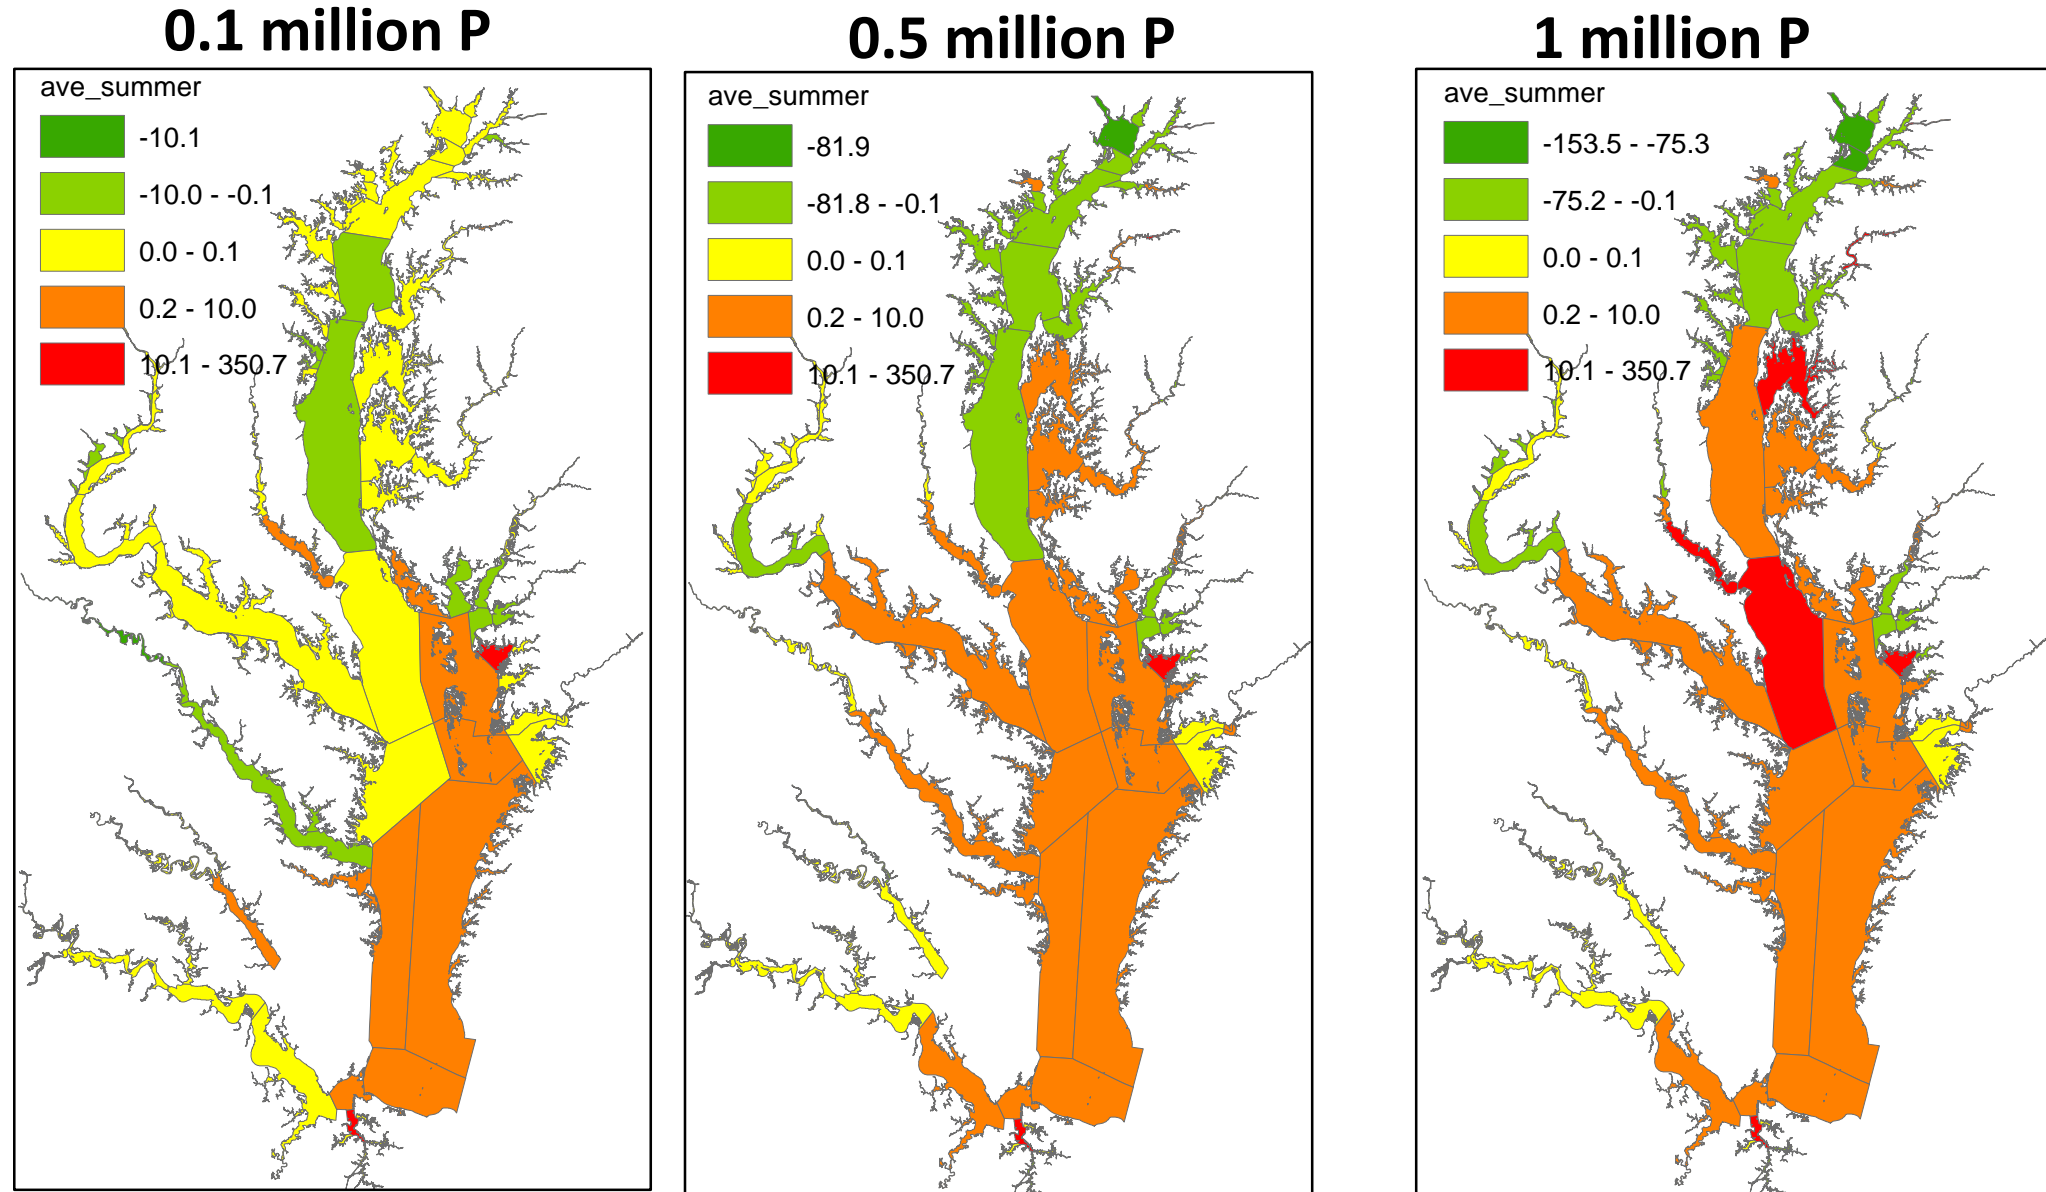 0.1 million P
ave_summer
-10.1
-10.0 - -0.1
0.0 - 0.1
0.2 - 10.0
10.1 - 350.7
0.5 million P
ave_summer
-81.9
-81.8 - -0.1
0.0 - 0.1
0.2 - 10.0
10.1 - 350.7
1 million P
ave_summer
-153.5 - -75.3
-75.2 - -0.1
0.0 - 0.1
0.2 - 10.0
10.1 - 350.7